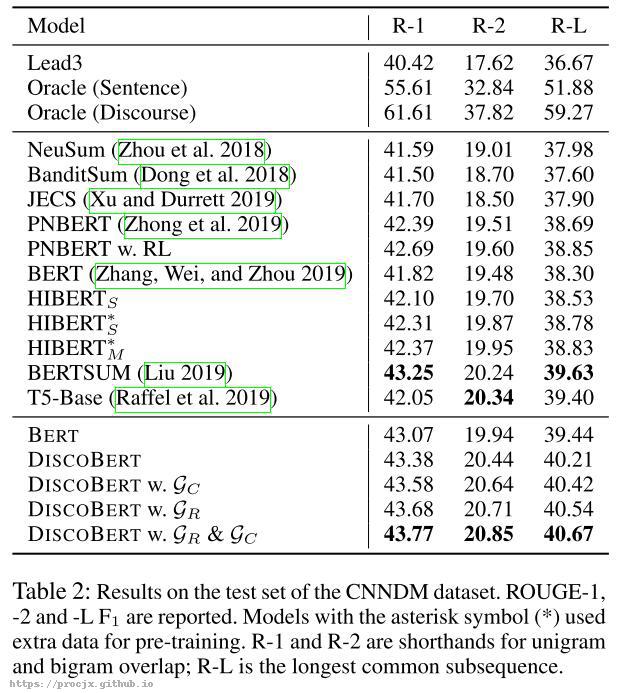 Model R-1 R-2 R-L
Lead3 40.42 17.62 36.67
Oracle (Sentence) 55.61 32.84 51.88
Oracle (Discourse) 61.61 37.82 59.27
NeuSum (Zhou et al. 2018) 41.59 19.01 37.98
BanditSum (Dong et al. 2018) 41.50 18.70 37.60
JECS (Xu and Durrett 2019) 41.70 18.50 37.90
PNBERT (Zhong et al. 2019) 42.39 19.51 38.69
PNBERT w. RL 42.69 19.60 38.85
BERT (Zhang, Wei, and Zhou 2019) 41.82 19.48 38.30
HIBERT_S 42.10 19.70 38.53
HIBERT*_S 42.31 19.87 38.78
HIBERT*_M 42.37 19.95 38.83
BERTSUM (Liu 2019) 43.25 20.24 39.63
T5-Base (Raffel et al. 2019) 42.05 20.34 39.40
BERT 43.07 19.94 39.44
DISCOBERT 43.38 20.44 40.21
DISCOBERT w. G_C 43.58 20.64 40.42
DISCOBERT w. G_R 43.68 20.71 40.54
DISCOBERT w. G_R & G_C 43.77 20.85 40.67
Table 2: Results on the test set of the CNNDM dataset. ROUGE-1,
-2 and -L F1 are reported. Models with the asterisk symbol (*) used
extra data for pre-training. R-1 and R-2 are shorthands for unigram
and bigram overlap; R-L is the longest common subsequence.
https://procjx.github.io